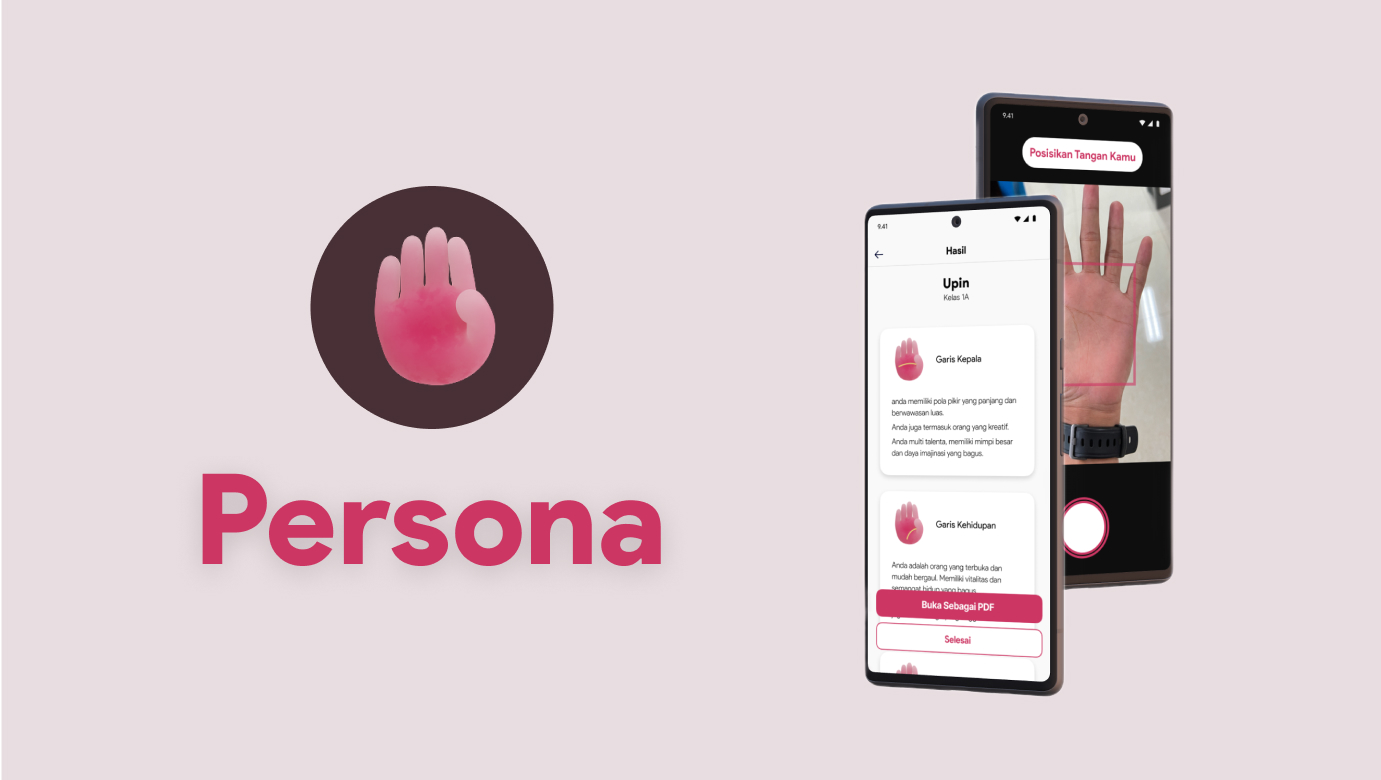 Persona
9.41
Hasil
Upin
Kelas 1A
Garis Kepala
anda memiliki pola pikir yang panjang dan
berwawasan luas.
Anda juga termasuk orang yang kreatif.
Anda multi talenta, memiliki mimpi besar
dan daya imajinasi yang bagus.
Garis Kehidupan
Anda adalah orang yang terbuka dan
mudah bergaul. Memiliki vitalitas dan
semangat hidup yang bagus.
Buka Sebagai PDF
Selesai
9.41
Posisikan Tangan Kamu